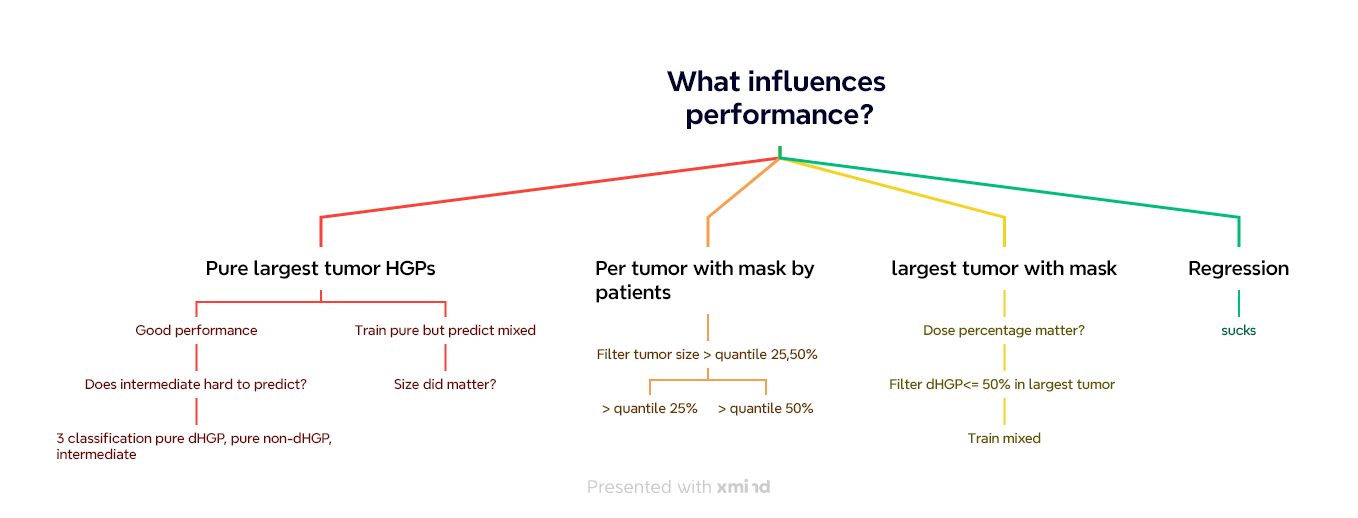 What influences
performance?
Pure largest tumor HGPs
Per tumor with mask by
patients
largest tumor with mask
Regression
Good performance
Train pure but predict mixed
Filter tumor size > quantile 25,50%
Dose percentage matter?
sucks
Does intermediate hard to predict?
Size did matter?
> quantile 25%
> quantile 50%
Filter dHGP<= 50% in largest tumor
3 classification pure dHGP, pure non-dHGP,
intermediate
Train mixed
Presented with xmind